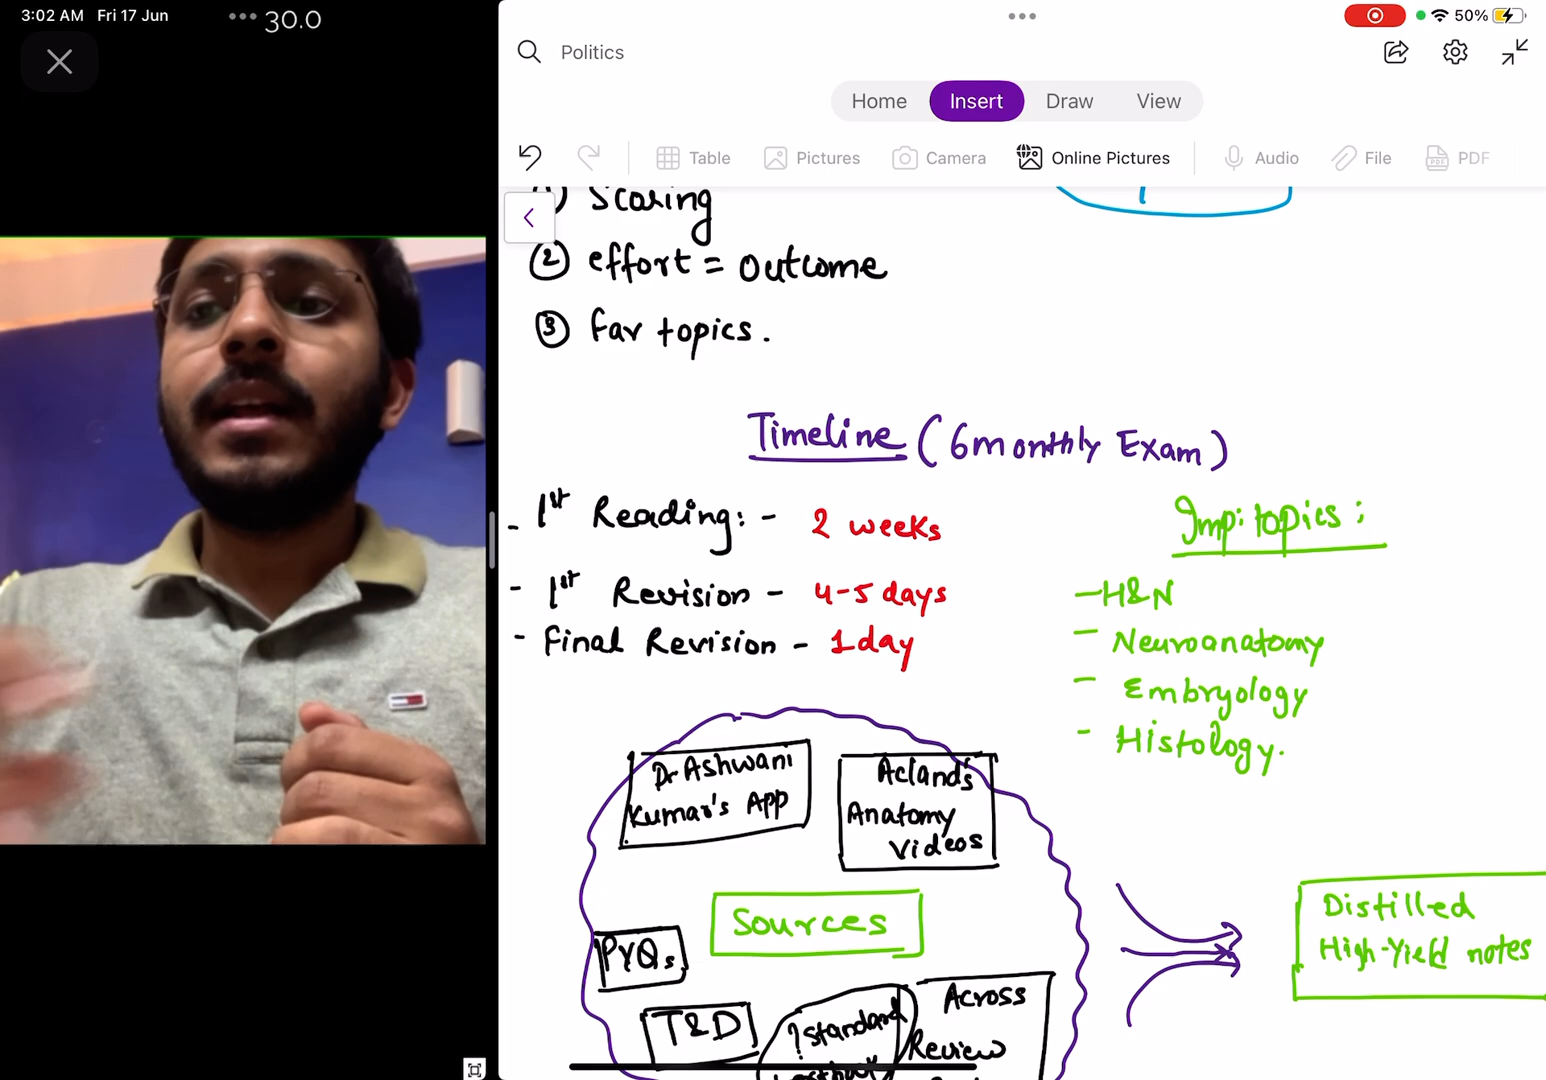 3:02 AM Fri 17 Jun
30.0
50%
Politics
Home Insert Draw View
Table Pictures Camera Online Pictures Audio File PDF
1) Scoring
2) effort = outcome
3) fav topics.
Timeline (6monthly Exam)
- 1st Reading: - 2 weeks
- 1st Revision - 4-5 days
- Final Revision - 1day
Imp: topics:
- H&N
- Neuroanatomy
- Embryology
- Histology.
Dr Ashwani
Kumar's App
Acland's
Anatomy
Videos
Sources
PYQs
T&D
1 standard
Across
Review
Distilled
High-Yield notes